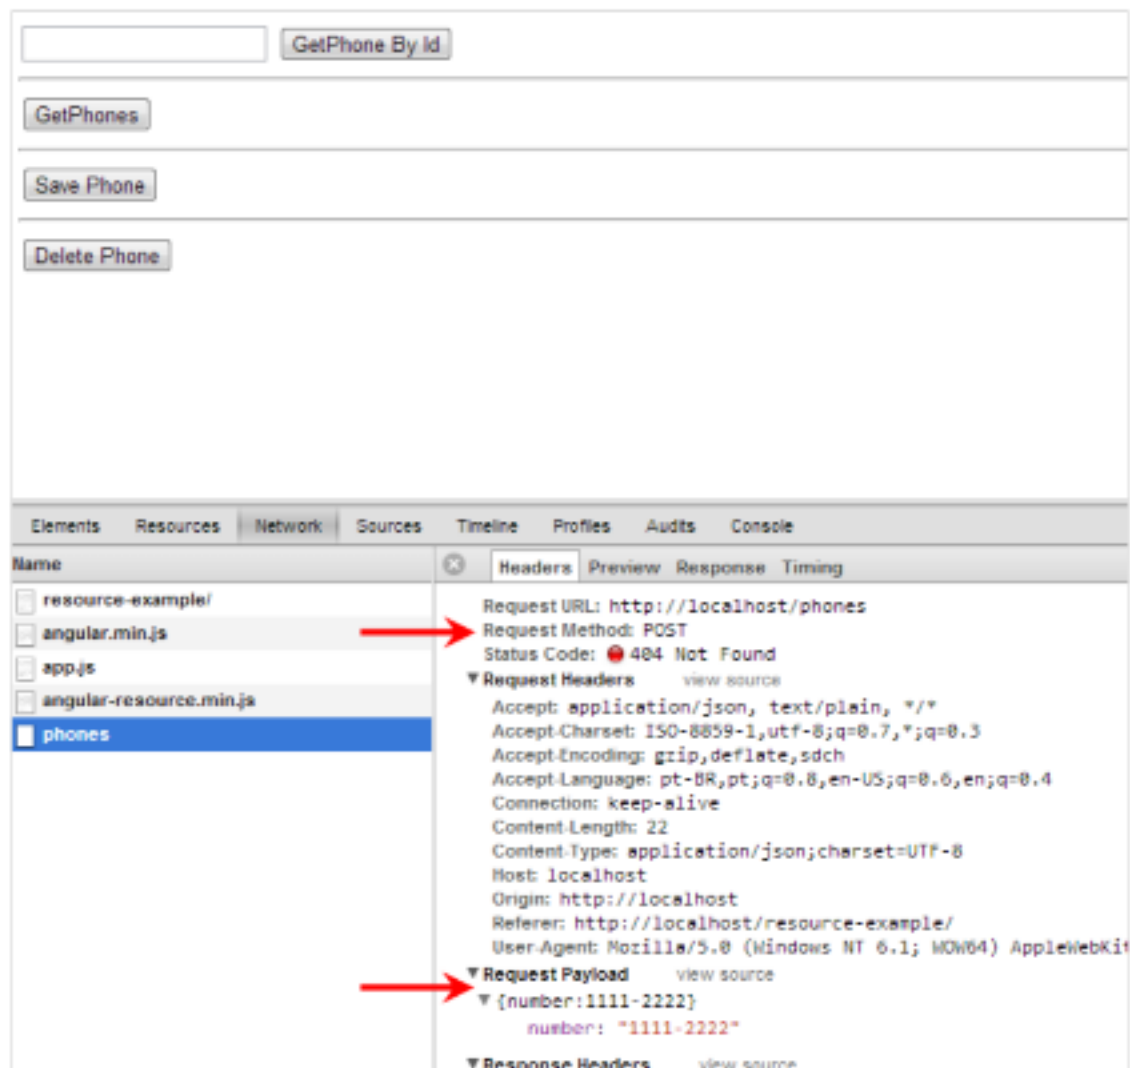 GetPhone By Id
GetPhones
Save Phone
Delete Phone
Elements Resources Network Sources Timeline Profiles Audits Console
Name
Headers Preview Response Timing
resource-example/
angular.min.js
app.js
angular-resource.min.js
phones
Request URL: http://localhost/phones
Request Method: POST
Status Code: 404 Not Found
Request Headers view source
Accept: application/json, text/plain, */*
Accept-Charset: ISO-8859-1,utf-8;q=0.7,*;q=0.3
Accept-Encoding: gzip,deflate,sdch
Accept-Language: pt-BR,pt;q=0.8,en-US;q=0.6,en;q=0.4
Connection: keep-alive
Content-Length: 22
Content-Type: application/json;charset=UTF-8
Host: localhost
Origin: http://localhost
Referer: http://localhost/resource-example/
User-Agent: Mozilla/5.0 (Windows NT 6.1; WOW64) AppleWebKit
Request Payload view source
{number:1111-2222}
number: "1111-2222"
Response Headers view source